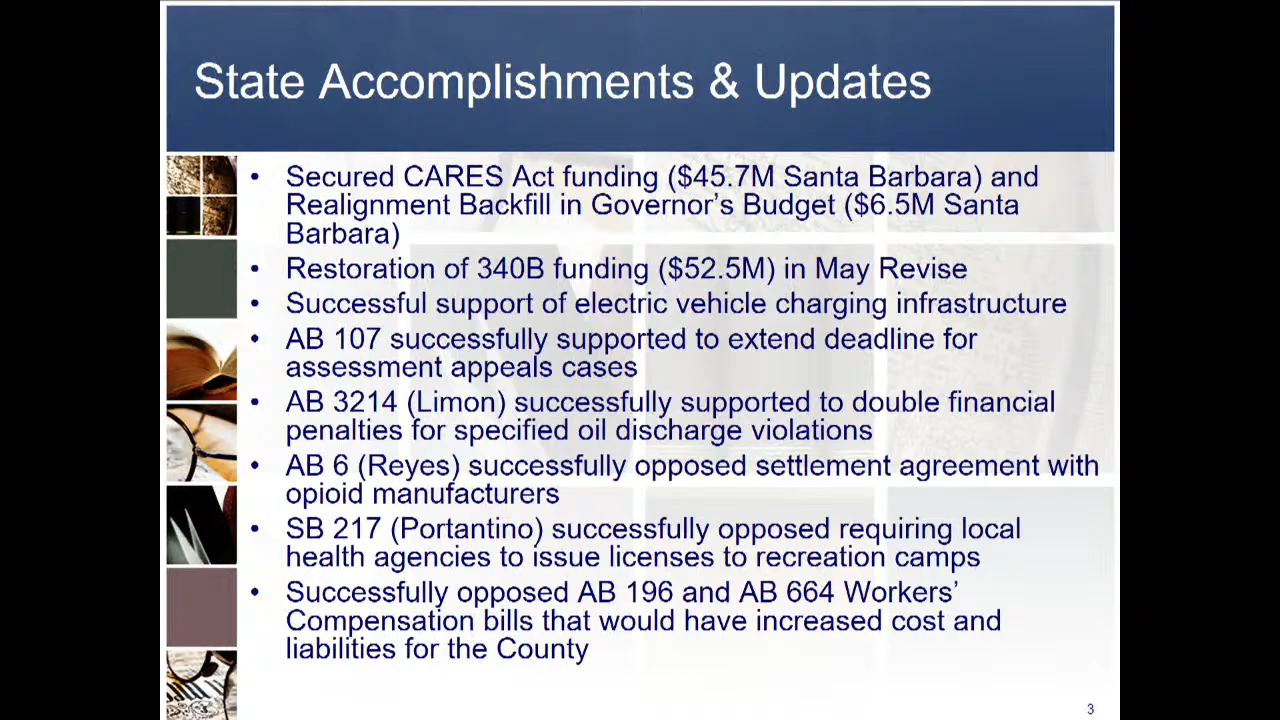 State Accomplishments & Updates
• Secured CARES Act funding ($45.7M Santa Barbara) and
Realignment Backfill in Governor's Budget ($6.5M Santa
Barbara)
• Restoration of 340B funding ($52.5M) in May Revise
• Successful support of electric vehicle charging infrastructure
• AB 107 successfully supported to extend deadline for
assessment appeals cases
• AB 3214 (Limon) successfully supported to double financial
penalties for specified oil discharge violations
• AB 6 (Reyes) successfully opposed settlement agreement with
opioid manufacturers
• SB 217 (Portantino) successfully opposed requiring local
health agencies to issue licenses to recreation camps
• Successfully opposed AB 196 and AB 664 Workers'
Compensation bills that would have increased cost and
liabilities for the County
3